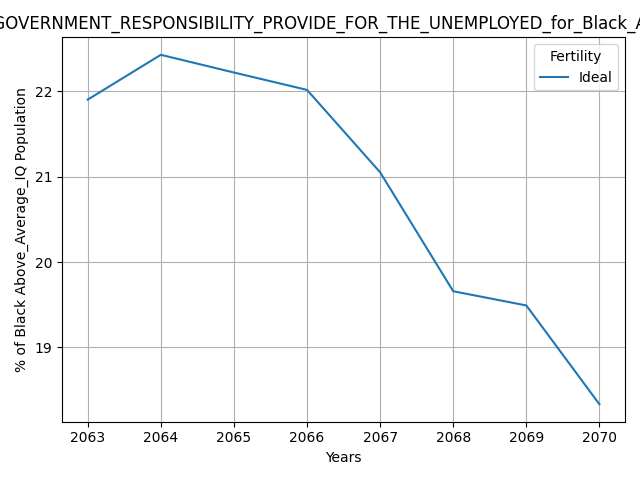 GOVERNMENT_RESPONSIBILITY_PROVIDE_FOR_THE_UNEMPLOYED_for_Black_A
Fertility
Ideal
% of Black Above_Average_IQ Population
22
21
20
19
2063 2064 2065 2066 2067 2068 2069 2070
Years